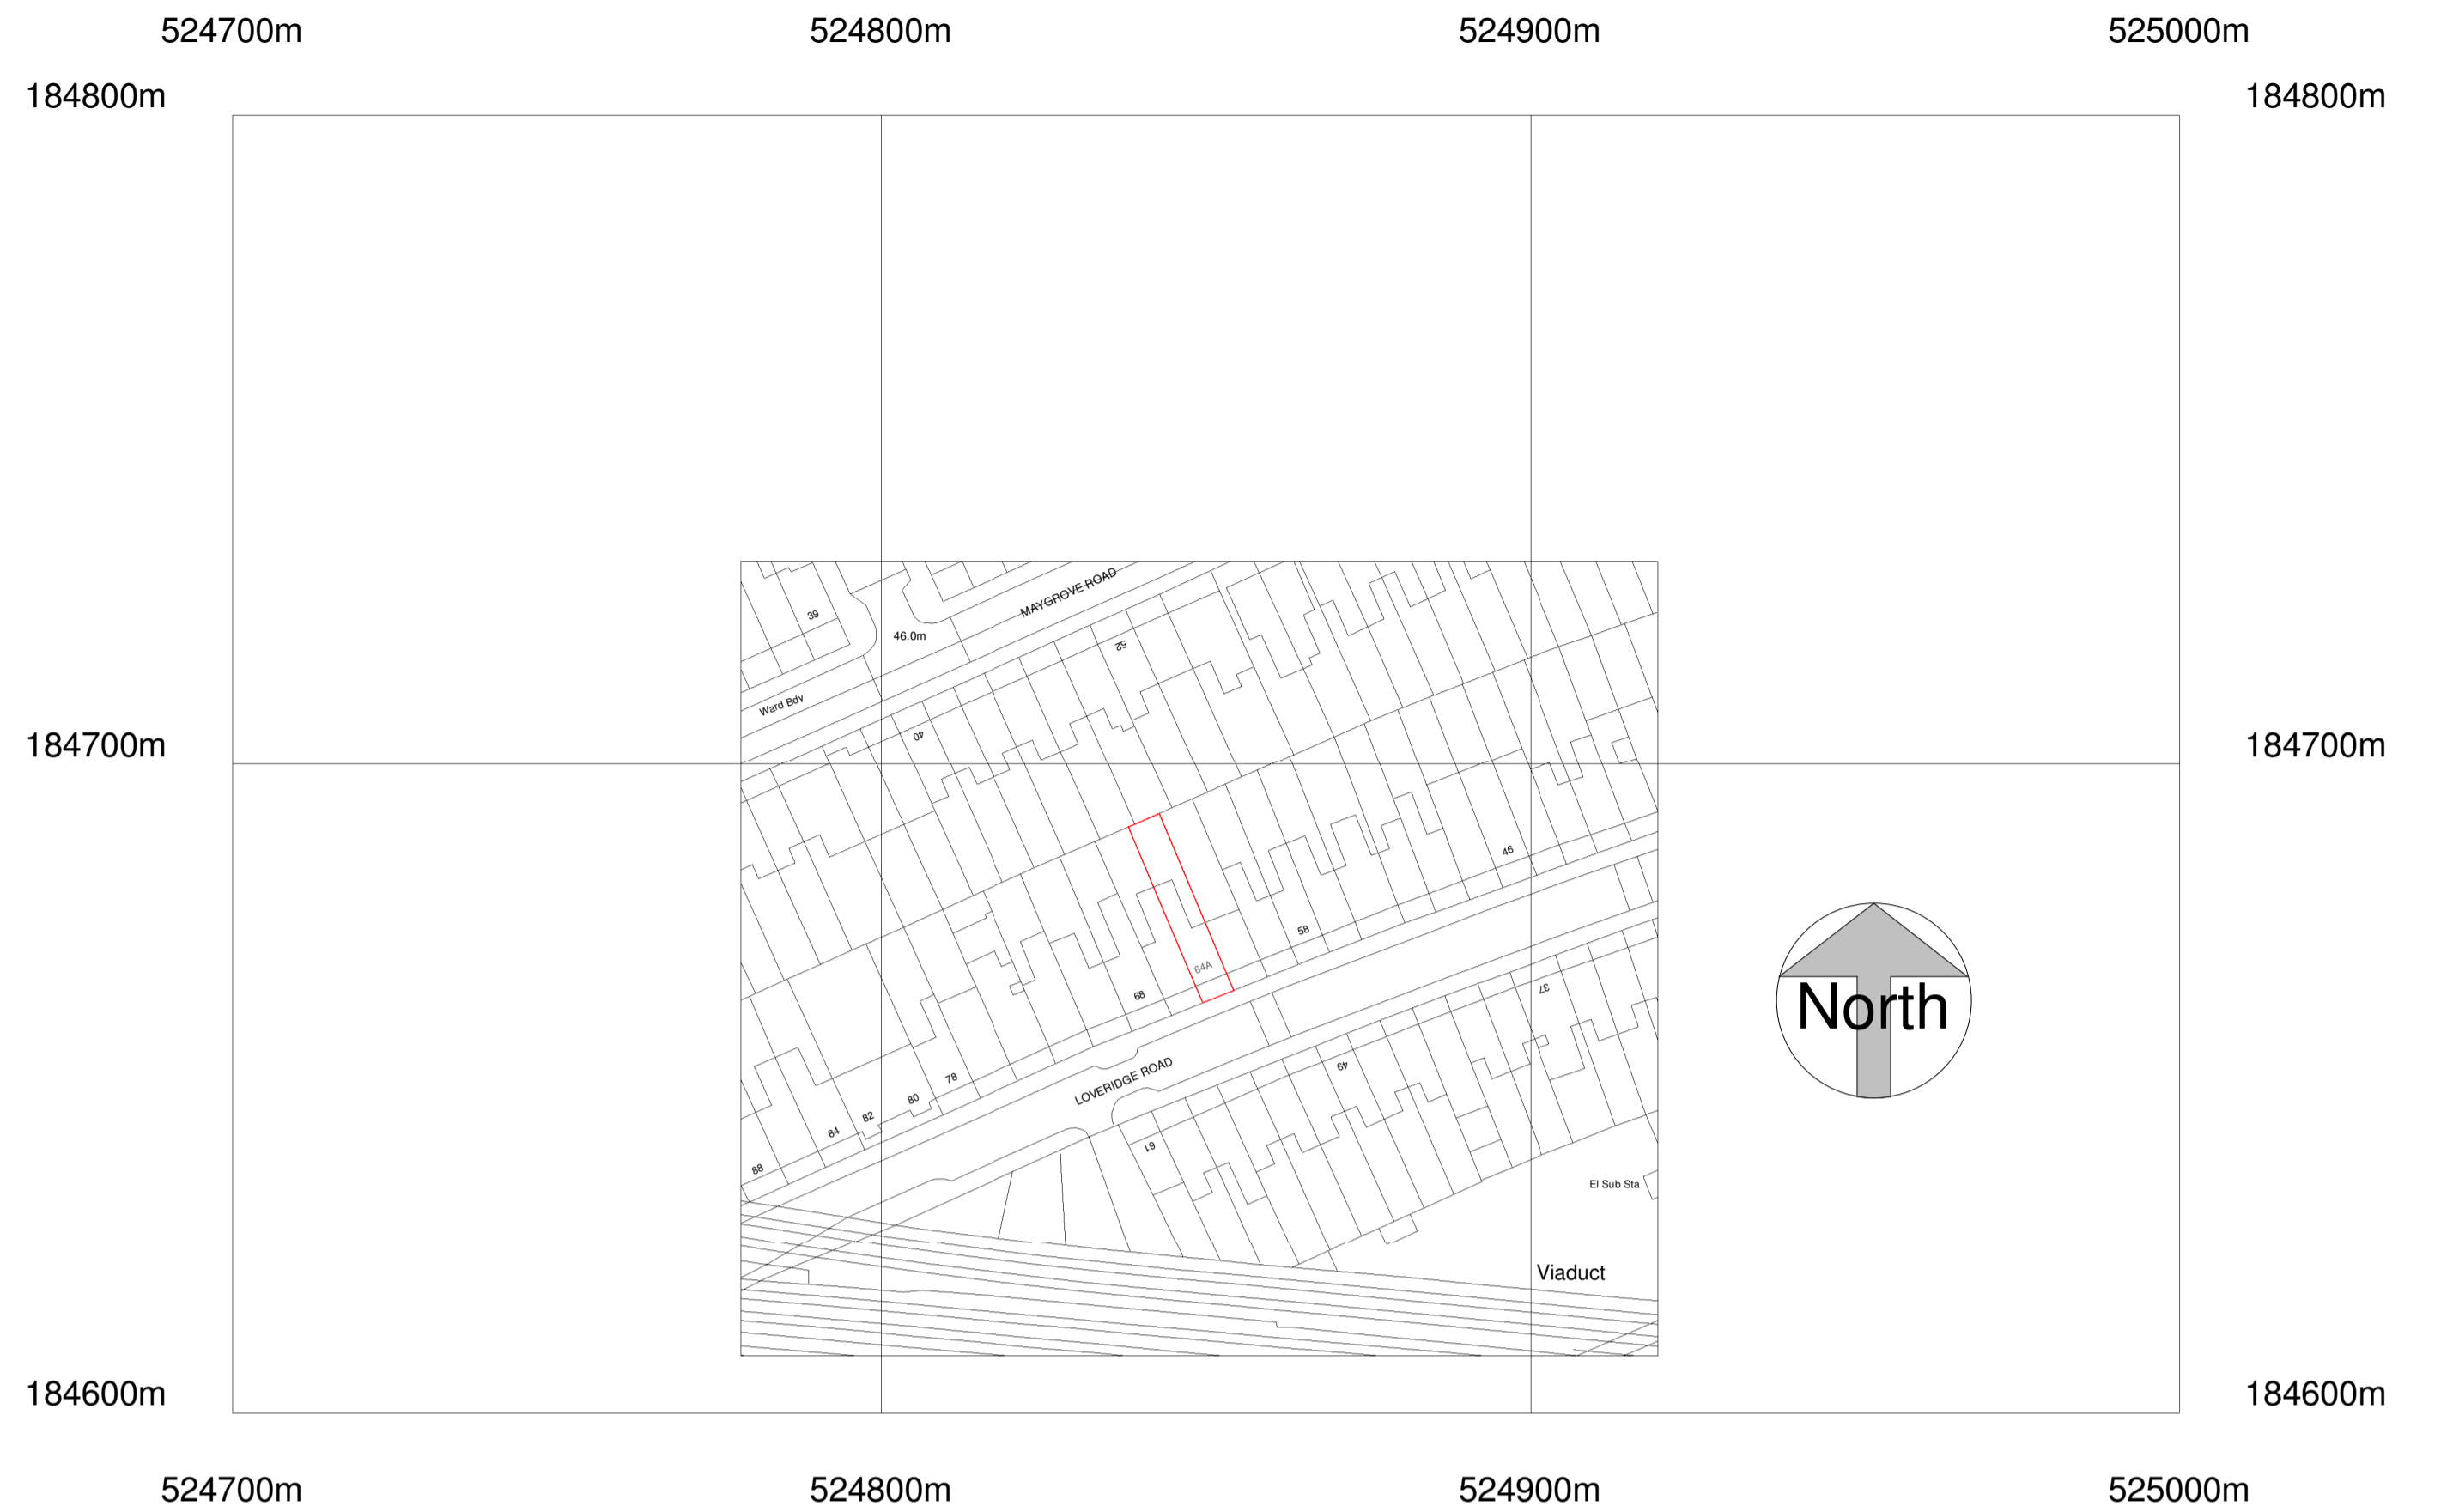 524700m 524800m 524900m 525000m
184800m 184800m
MAYGROVE ROAD
39
46.0m
52
Ward Bdy
40
184700m 184700m
46
58
64A
68
37
North
49
LOVERIDGE ROAD
78
80
82
84
61
88
El Sub Sta
Viaduct
184600m 184600m
524700m 524800m 524900m 525000m